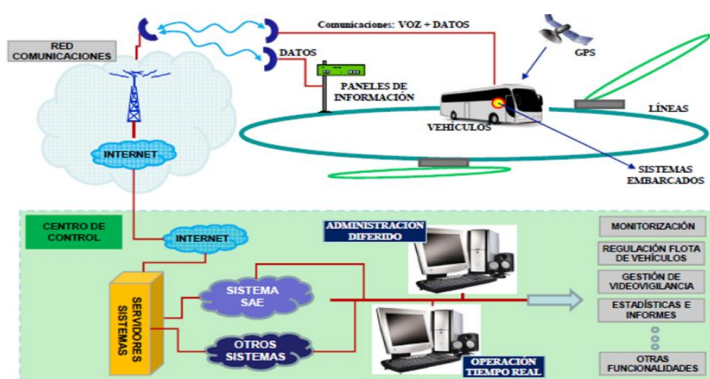 RED
COMUNICACIONES
Comunicaciones: VOZ + DATOS
DATOS
GPS
PANELES DE
INFORMACIÓN
VEHÍCULOS
LÍNEAS
SISTEMAS
EMBARCADOS
INTERNET
CENTRO DE
CONTROL
INTERNET
ADMINISTRACION
DIFERIDO
SERVIDORES
SISTEMAS
SISTEMA
SAE
OTROS
SISTEMAS
OPERACIÓN
TIEMPO REAL
MONITORIZACIÓN
REGULACIÓN FLOTA
DE VEHÍCULOS
GESTIÓN DE
VIDEOVIGILANCIA
ESTADÍSTICAS E
INFORMES
OTRAS
FUNCIONALIDADES